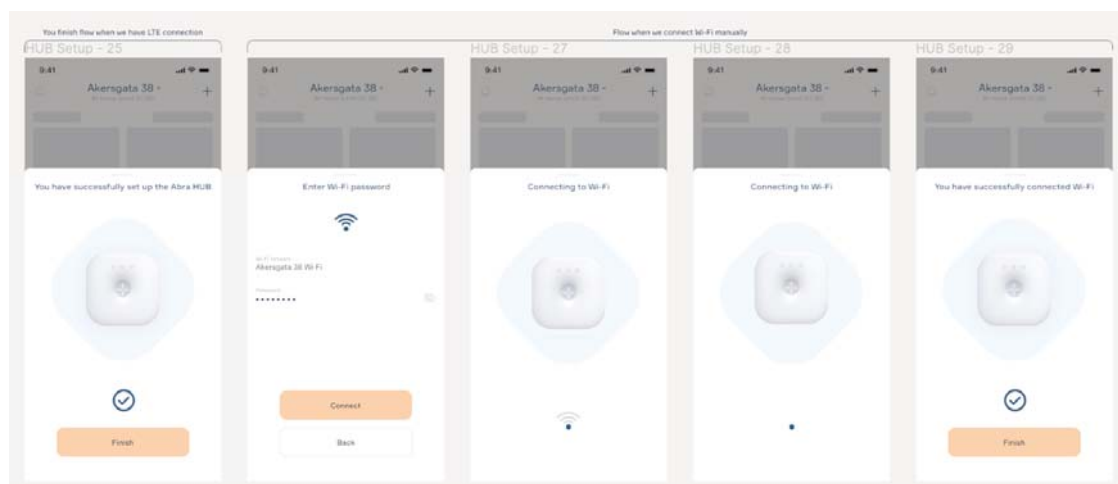 You finish flow when we have LTE connection
Flow when we connect Wi-Fi manually
HUB Setup - 25
HUB Setup - 27
HUB Setup - 28
HUB Setup - 29
9:41
Akersgata 38
+
You have successfully set up the Abra HUB
Finish
9:41
Akersgata 38
+
Enter Wi-Fi password
Wi-Fi network
Akersgata 38 Wi-Fi
Password
Connect
Back
9:41
Akersgata 38
+
Connecting to Wi-Fi
9:41
Akersgata 38
+
Connecting to Wi-Fi
9:41
Akersgata 38
+
You have successfully connected Wi-Fi
Finish